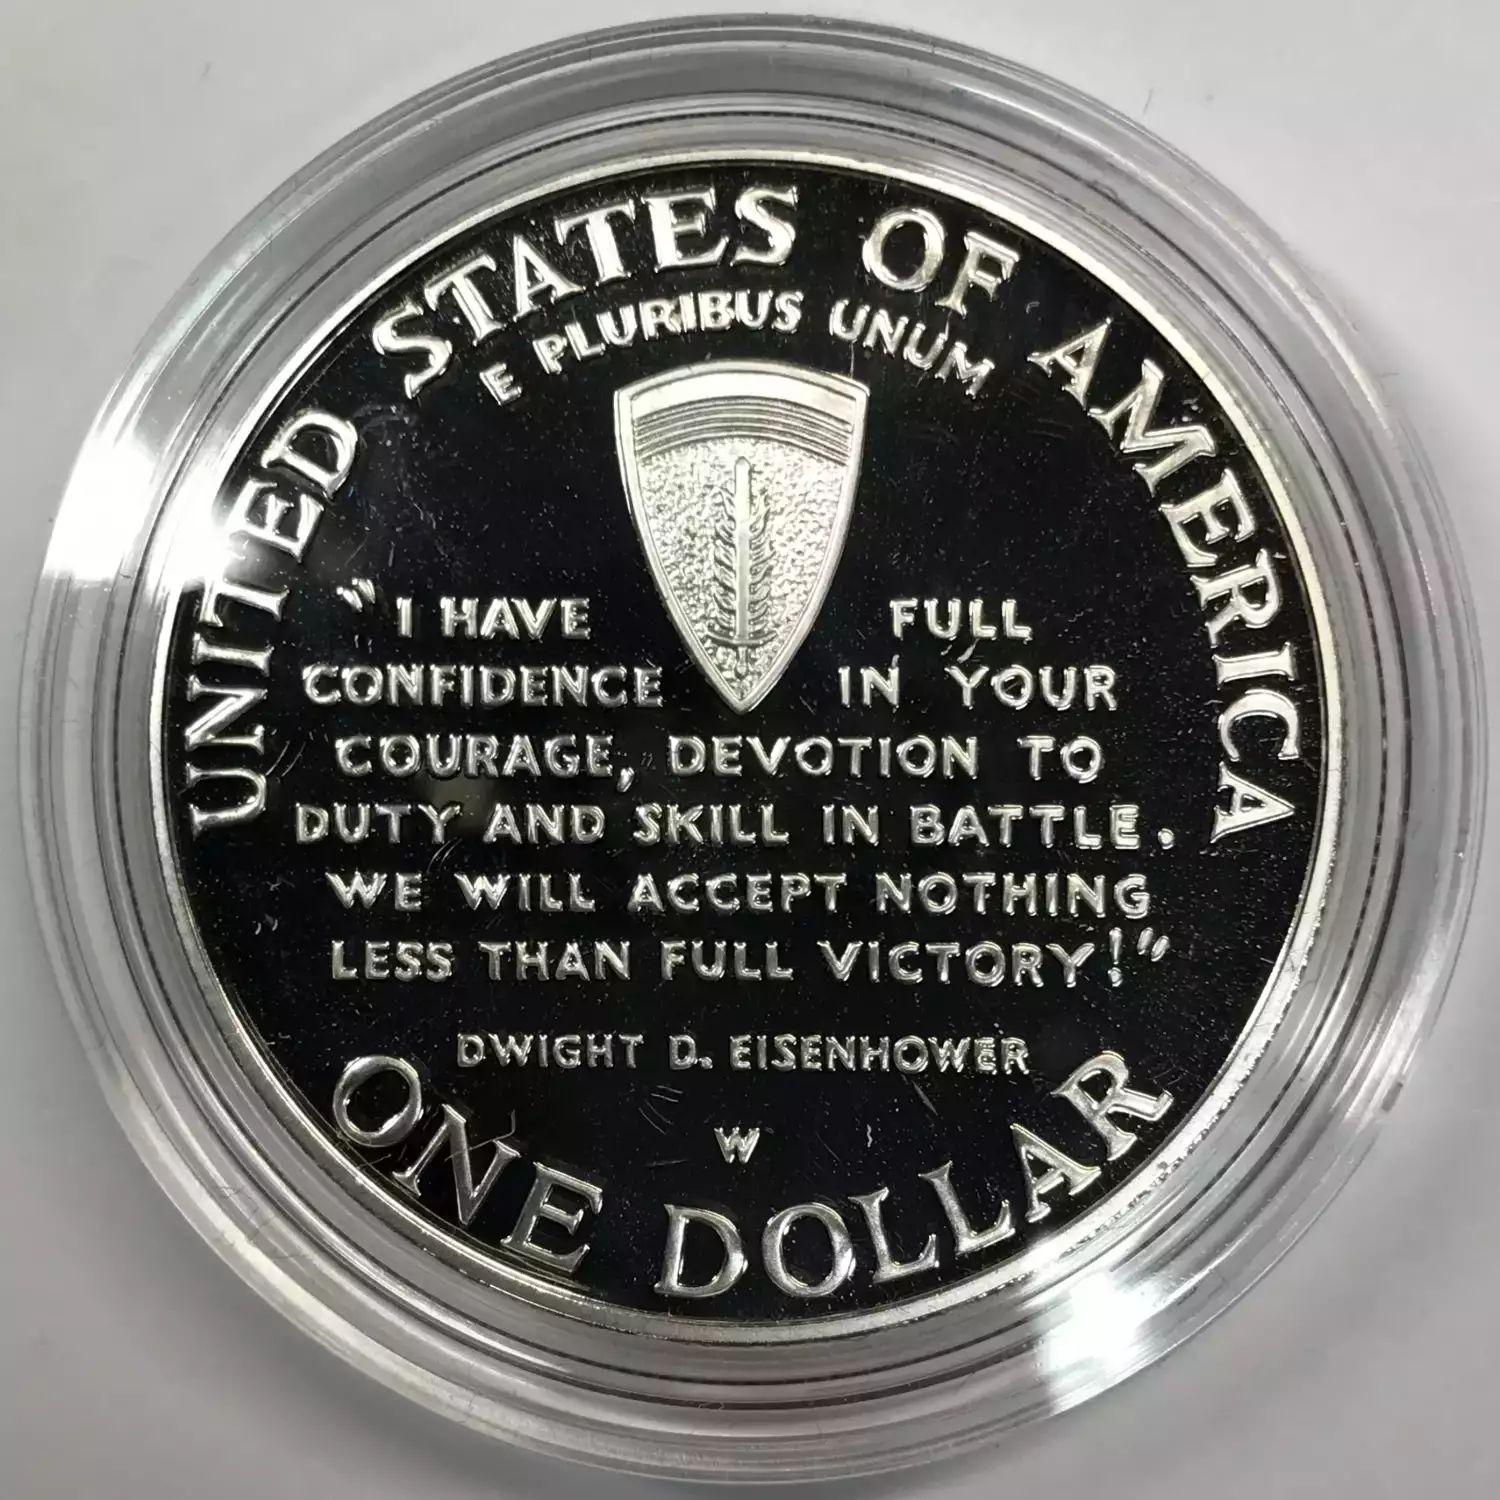 UNITED STATES OF AMERICA
E PLURIBUS UNUM
"I HAVE FULL
CONFIDENCE IN YOUR
COURAGE, DEVOTION TO
DUTY AND SKILL IN BATTLE.
WE WILL ACCEPT NOTHING
LESS THAN FULL VICTORY!"
DWIGHT D. EISENHOWER
W
ONE DOLLAR